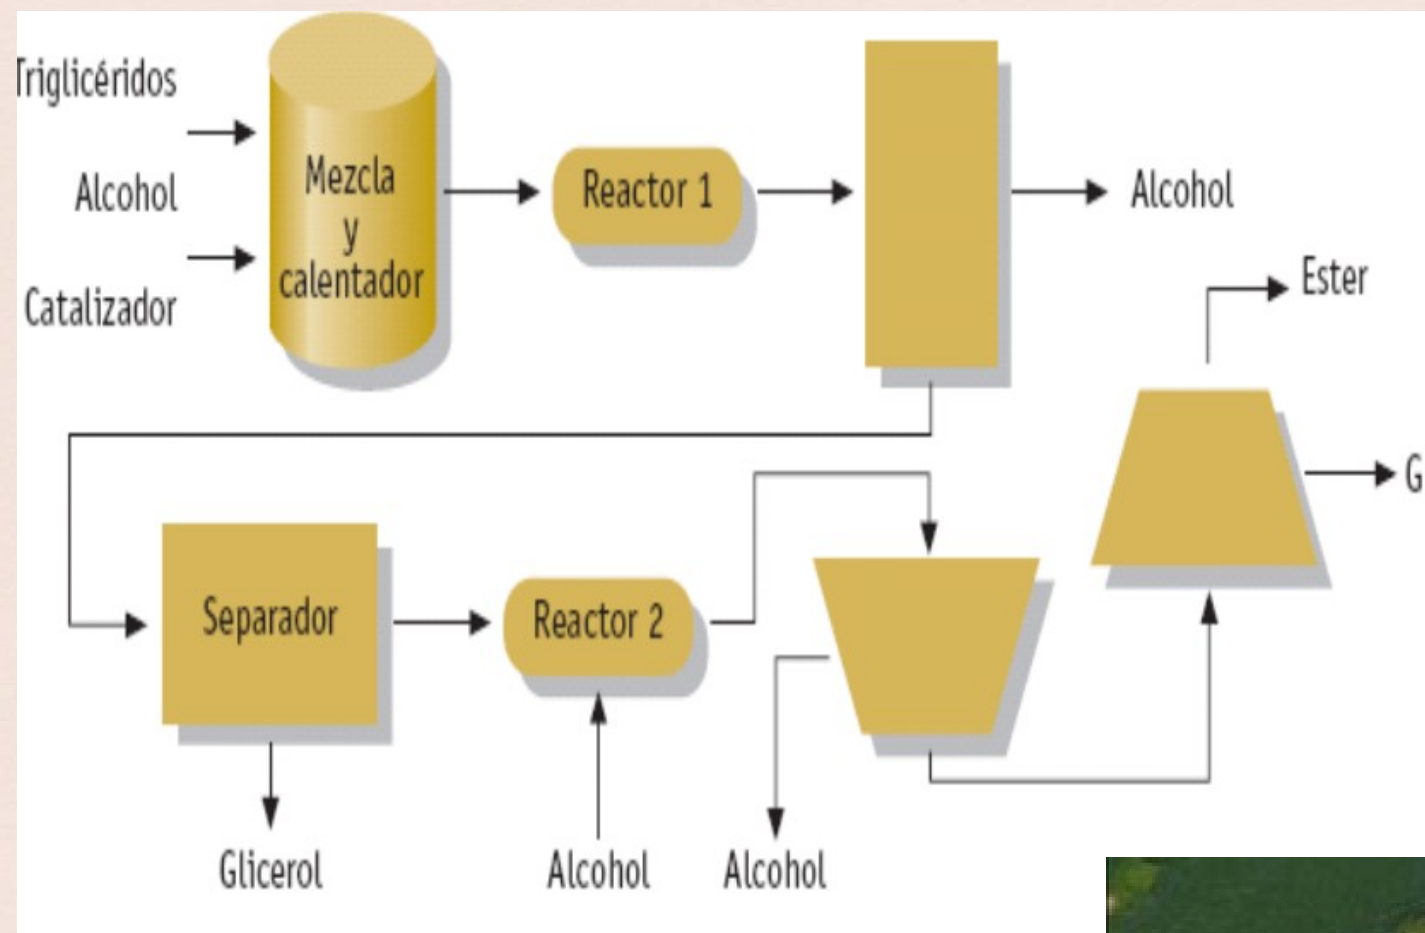 Triglicéridos
Alcohol
Catalizador
Mezcla
y
calentador
Reactor 1
Alcohol
Ester
G
Separador
Reactor 2
Glicerol
Alcohol
Alcohol